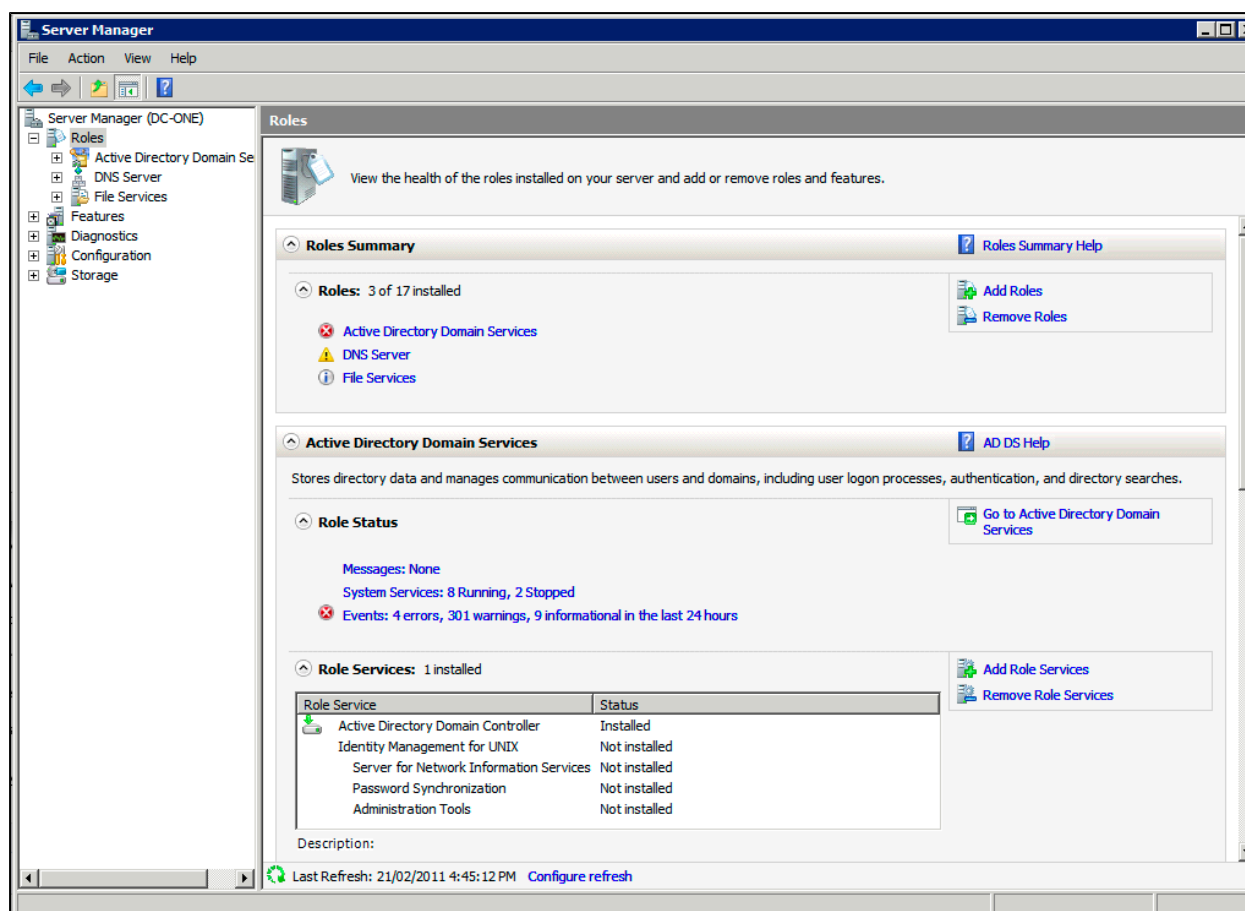 Server Manager
File Action View Help
Server Manager (DC-ONE)
Roles
Active Directory Domain Se
DNS Server
File Services
Features
Diagnostics
Configuration
Storage
Roles
View the health of the roles installed on your server and add or remove roles and features.
Roles Summary
Roles Summary Help
Roles: 3 of 17 installed
Add Roles
Remove Roles
Active Directory Domain Services
DNS Server
File Services
Active Directory Domain Services
AD DS Help
Stores directory data and manages communication between users and domains, including user logon processes, authentication, and directory searches.
Role Status
Go to Active Directory Domain
Services
Messages: None
System Services: 8 Running, 2 Stopped
Events: 4 errors, 301 warnings, 9 informational in the last 24 hours
Role Services: 1 installed
Add Role Services
Remove Role Services
Role Service Status
Active Directory Domain Controller Installed
Identity Management for UNIX Not installed
Server for Network Information Services Not installed
Password Synchronization Not installed
Administration Tools Not installed
Description:
Last Refresh: 21/02/2011 4:45:12 PM Configure refresh